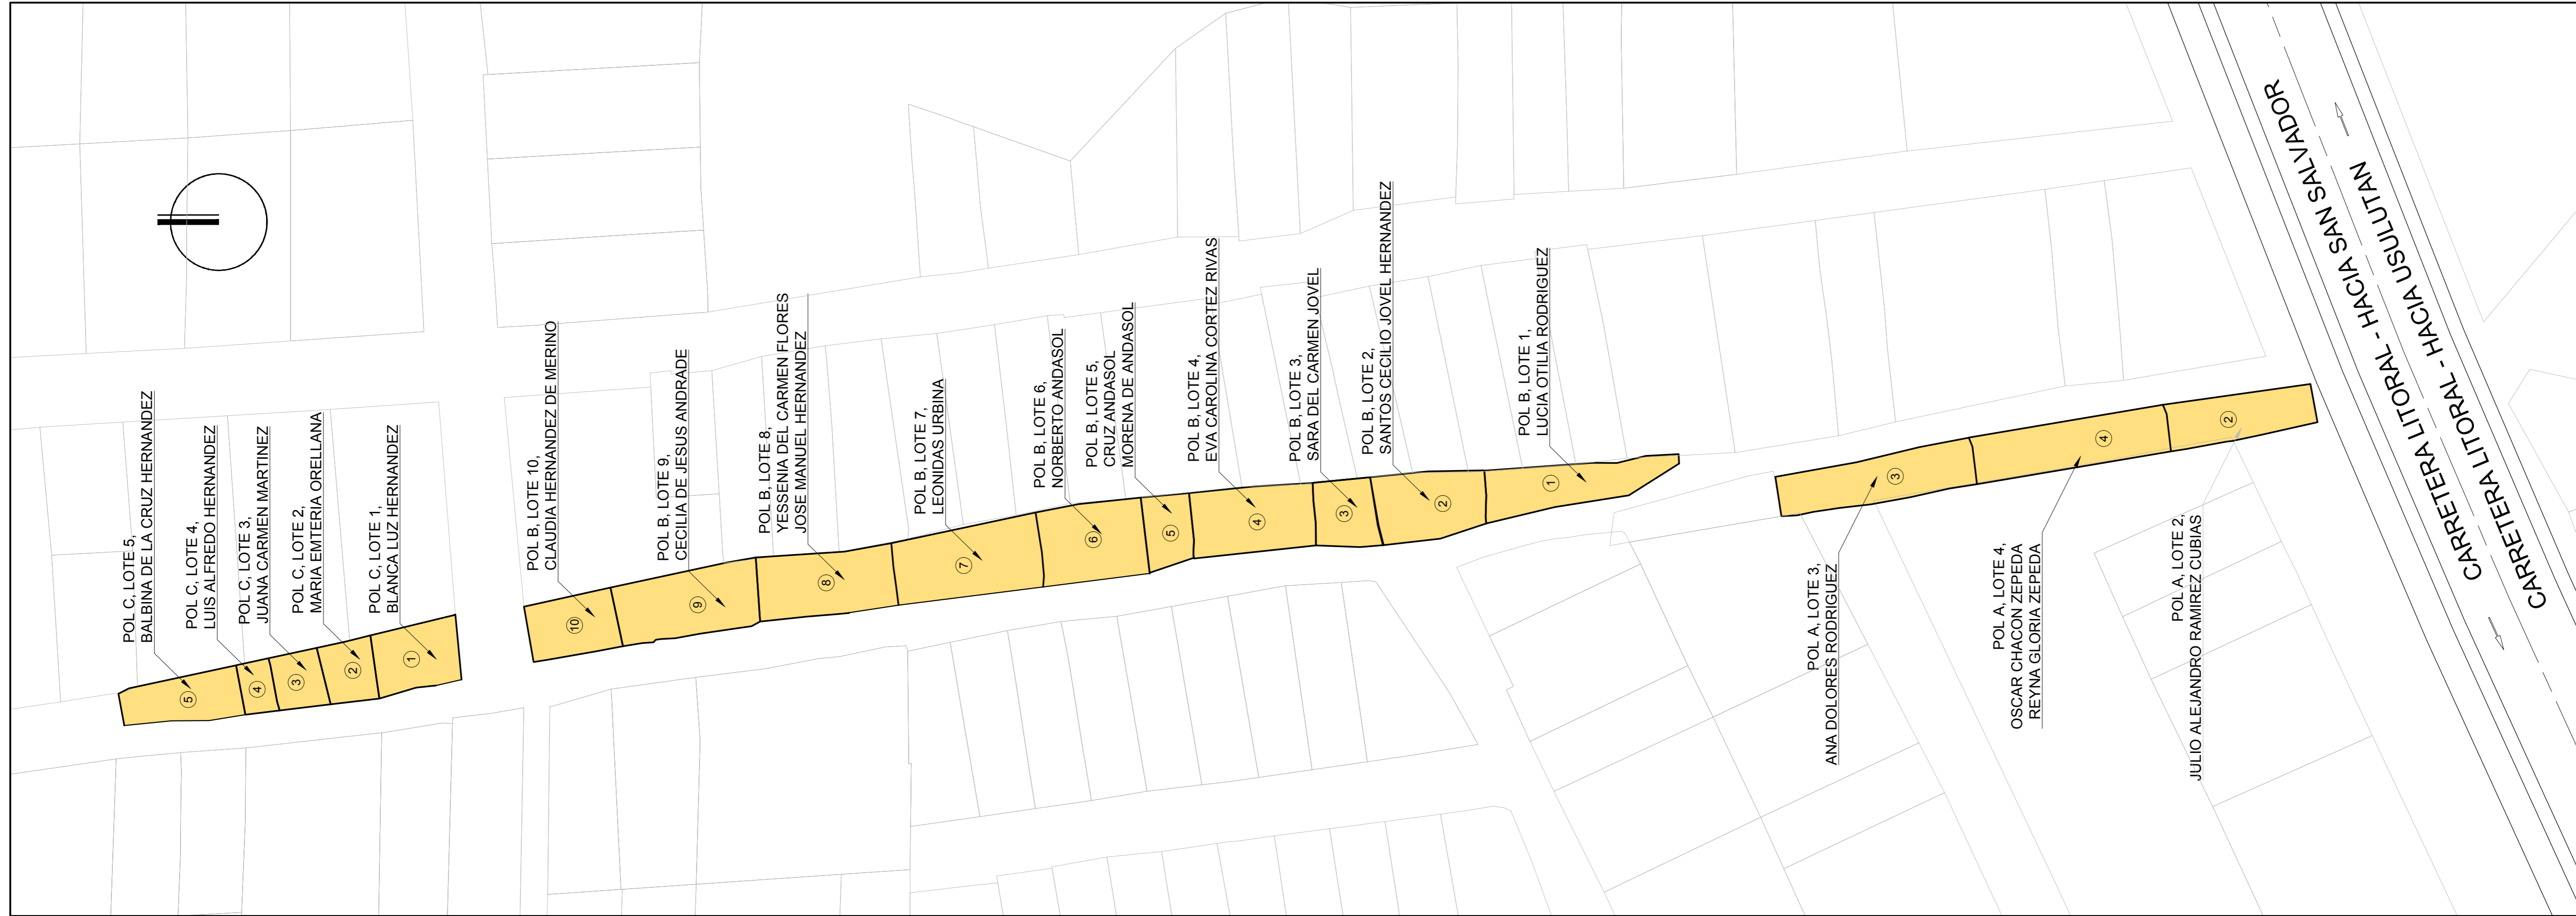 POL C, LOTE 5,
BALBINA DE LA CRUZ HERNANDEZ
POL C, LOTE 4,
LUIS ALFREDO HERNANDEZ
POL C, LOTE 3,
JUANA CARMEN MARTINEZ
POL C, LOTE 2,
MARIA EMTERIA ORELLANA
POL C, LOTE 1,
BLANCA LUZ HERNANDEZ
5
4
3
2
1
POL B, LOTE 10,
CLAUDIA HERNANDEZ DE MERINO
POL B, LOTE 9,
CECILIA DE JESUS ANDRADE
POL B, LOTE 8,
YESSENIA DEL CARMEN FLORES
JOSE MANUEL HERNANDEZ
POL B, LOTE 7,
LEONIDAS URBINA
POL B, LOTE 6,
NORBERTO ANDASOL
POL B, LOTE 5,
CRUZ ANDASOL
MORENA DE ANDASOL
POL B, LOTE 4,
EVA CAROLINA CORTEZ RIVAS
POL B, LOTE 3,
SARA DEL CARMEN JOVEL
POL B, LOTE 2,
SANTOS CECILIO JOVEL HERNANDEZ
POL B, LOTE 1,
LUCIA OTILIA RODRIGUEZ
10
9
8
7
6
5
4
3
2
1
POL A, LOTE 3,
ANA DOLORES RODRIGUEZ
POL A, LOTE 4,
OSCAR CHACON ZEPEDA
REYNA GLORIA ZEPEDA
POL A, LOTE 2,
JULIO ALEJANDRO RAMIREZ CUBIAS
3
4
2
CARRETERA LITORAL - HACIA SAN SALVADOR
CARRETERA LITORAL - HACIA USULUTAN